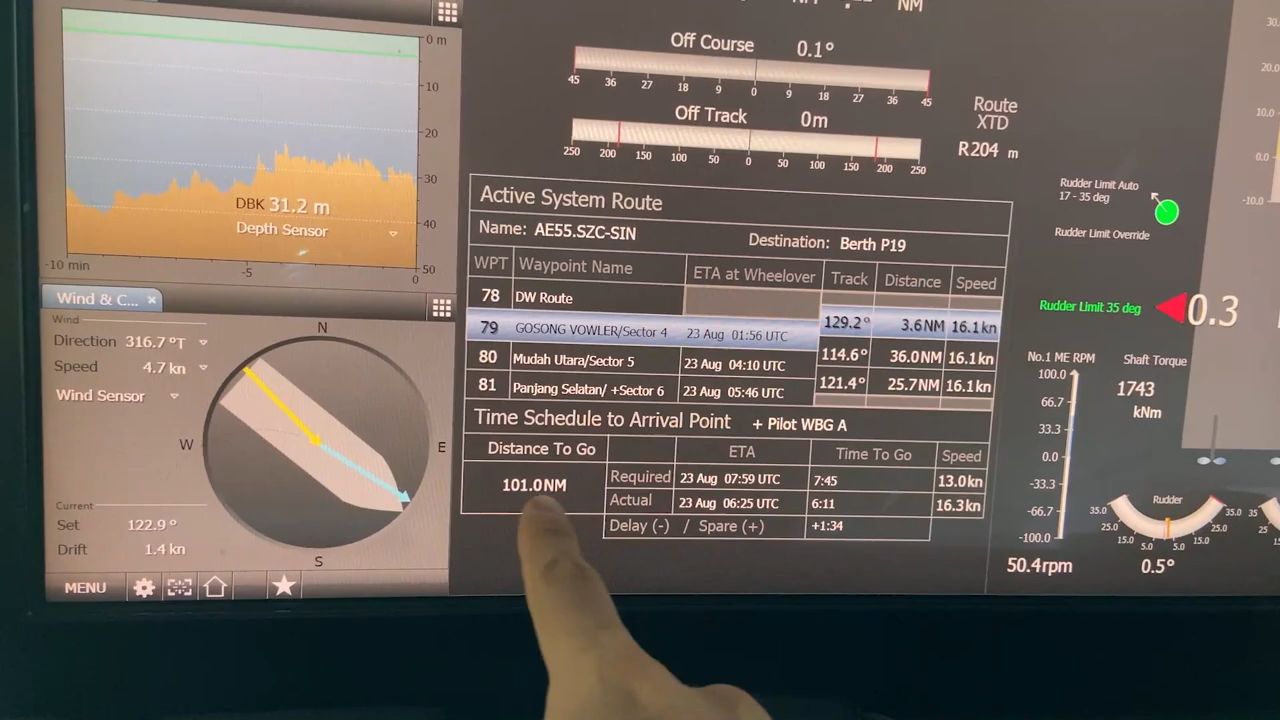 NM
Off Course 0.1°
45 36 27 18 9 0 9 18 27 36 45
Off Track 0m
250 200 150 100 50 0 50 100 150 200 250
Route
XTD
R204 m
0 m
10
20
30
40
50
DBK 31.2 m
Depth Sensor
-10 min -5 0
Active System Route
Name: AE55.SZC-SIN Destination: Berth P19
WPT Waypoint Name ETA at Wheelover Track Distance Speed
78 DW Route
79 GOSONG VOWLER/Sector 4 23 Aug 01:56 UTC 129.2° 3.6NM 16.1kn
80 Mudah Utara/Sector 5 23 Aug 04:10 UTC 114.6° 36.0NM 16.1kn
81 Panjang Selatan/ +Sector 6 23 Aug 05:46 UTC 121.4° 25.7NM 16.1kn
Time Schedule to Arrival Point + Pilot WBG A
Distance To Go ETA Time To Go Speed
101.0NM
Required 23 Aug 07:59 UTC 7:45 13.0kn
Actual 23 Aug 06:25 UTC 6:11 16.3kn
Delay (-) / Spare (+) +1:34
Wind & C... ×
Wind
Direction 316.7 °T
Speed 4.7 kn
Wind Sensor
N
W
E
S
Current
Set 122.9 °
Drift 1.4 kn
MENU
Rudder Limit Auto
17 - 35 deg
Rudder Limit Override
Rudder Limit 35 deg
0.3
No.1 ME RPM
100.0
66.7
33.3
0.0
-33.3
-66.7
-100.0
50.4rpm
Shaft Torque
1743
kNm
Rudder
35.0 35.0
25.0 25.0
15.0 5.0 5.0 15.0
0.5°
20.0
10.0
0.0
-10.0